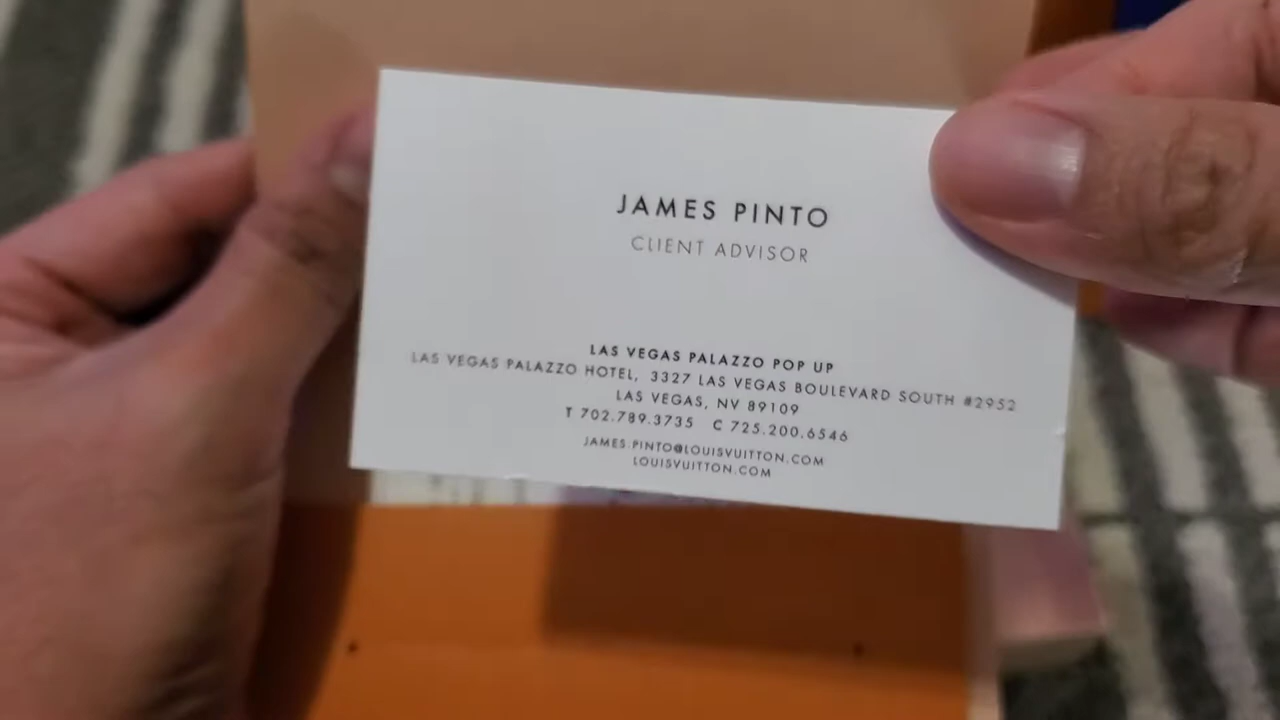 JAMES PINTO
CLIENT ADVISOR
LAS VEGAS PALAZZO POP UP
LAS VEGAS PALAZZO HOTEL, 3327 LAS VEGAS BOULEVARD SOUTH #2952
LAS VEGAS, NV 89109
T 702.789.3735 C 725.200.6546
JAMES.PINTO@LOUISVUITTON.COM
LOUISVUITTON.COM